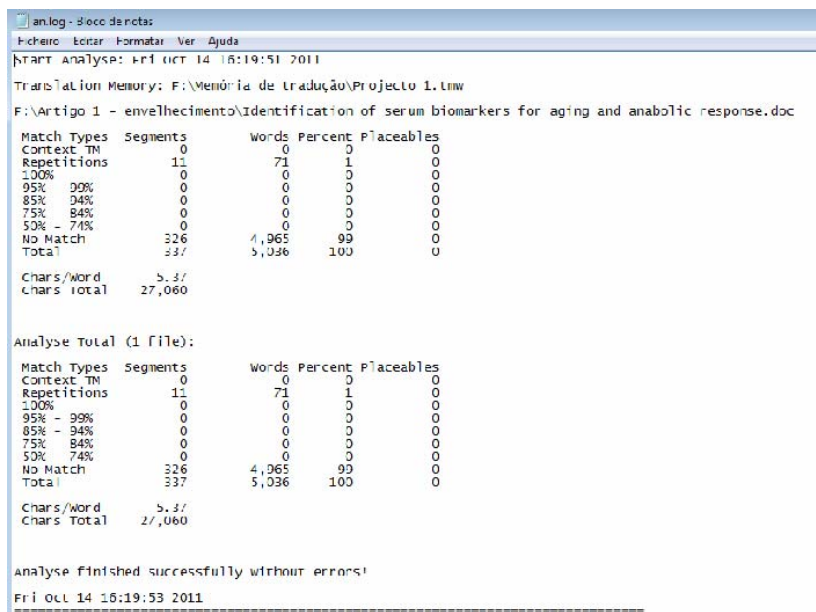 an.log - Bloco de notas
Ficheiro Editar Formatar Ver Ajuda
Start Analyse: Fri Oct 14 16:19:51 2011
Translation Memory: F:\Memória de tradução\Projecto 1.tmw
F:\Artigo 1 - envelhecimento\Identification of serum biomarkers for aging and anabolic response.doc
Match Types Segments Words Percent Placeables
Context TM 0 0 0 0
Repetitions 11 71 1 0
100% 0 0 0 0
95% - 99% 0 0 0 0
85% - 94% 0 0 0 0
75% - 84% 0 0 0 0
50% - 74% 0 0 0 0
No Match 326 4,965 99 0
Total 337 5,036 100 0
Chars/Word 5.37
Chars Total 27,060
Analyse Total (1 file):
Match Types Segments Words Percent Placeables
Context TM 0 0 0 0
Repetitions 11 71 1 0
100% 0 0 0 0
95% - 99% 0 0 0 0
85% - 94% 0 0 0 0
75% - 84% 0 0 0 0
50% - 74% 0 0 0 0
No Match 326 4,965 99 0
Total 337 5,036 100 0
Chars/Word 5.37
Chars Total 27,060
Analyse finished successfully without errors!
Fri Oct 14 16:19:53 2011
================================================================================